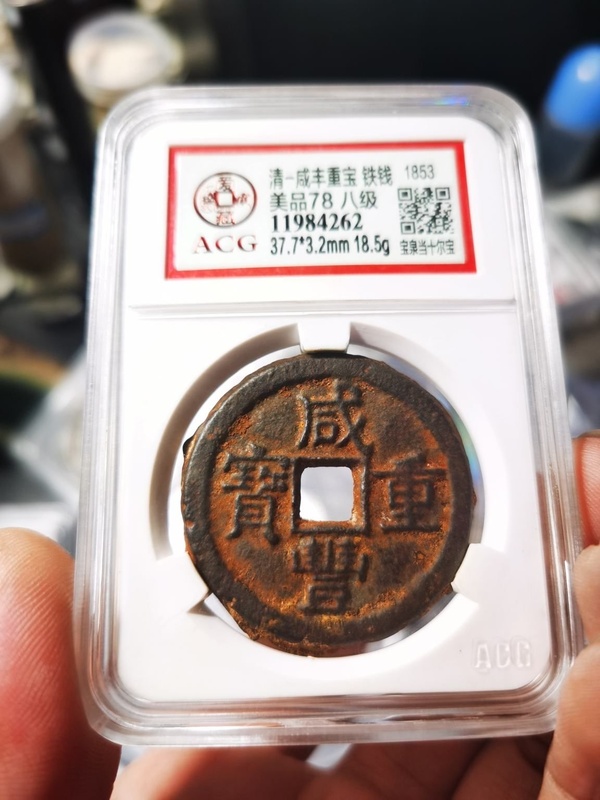 清-咸丰重宝 铁钱 1853
美品78 八级
11984262
ACG 37.7*3.2mm 18.5g 宝泉当十尔宝
咸
寶 重
豐
ACG